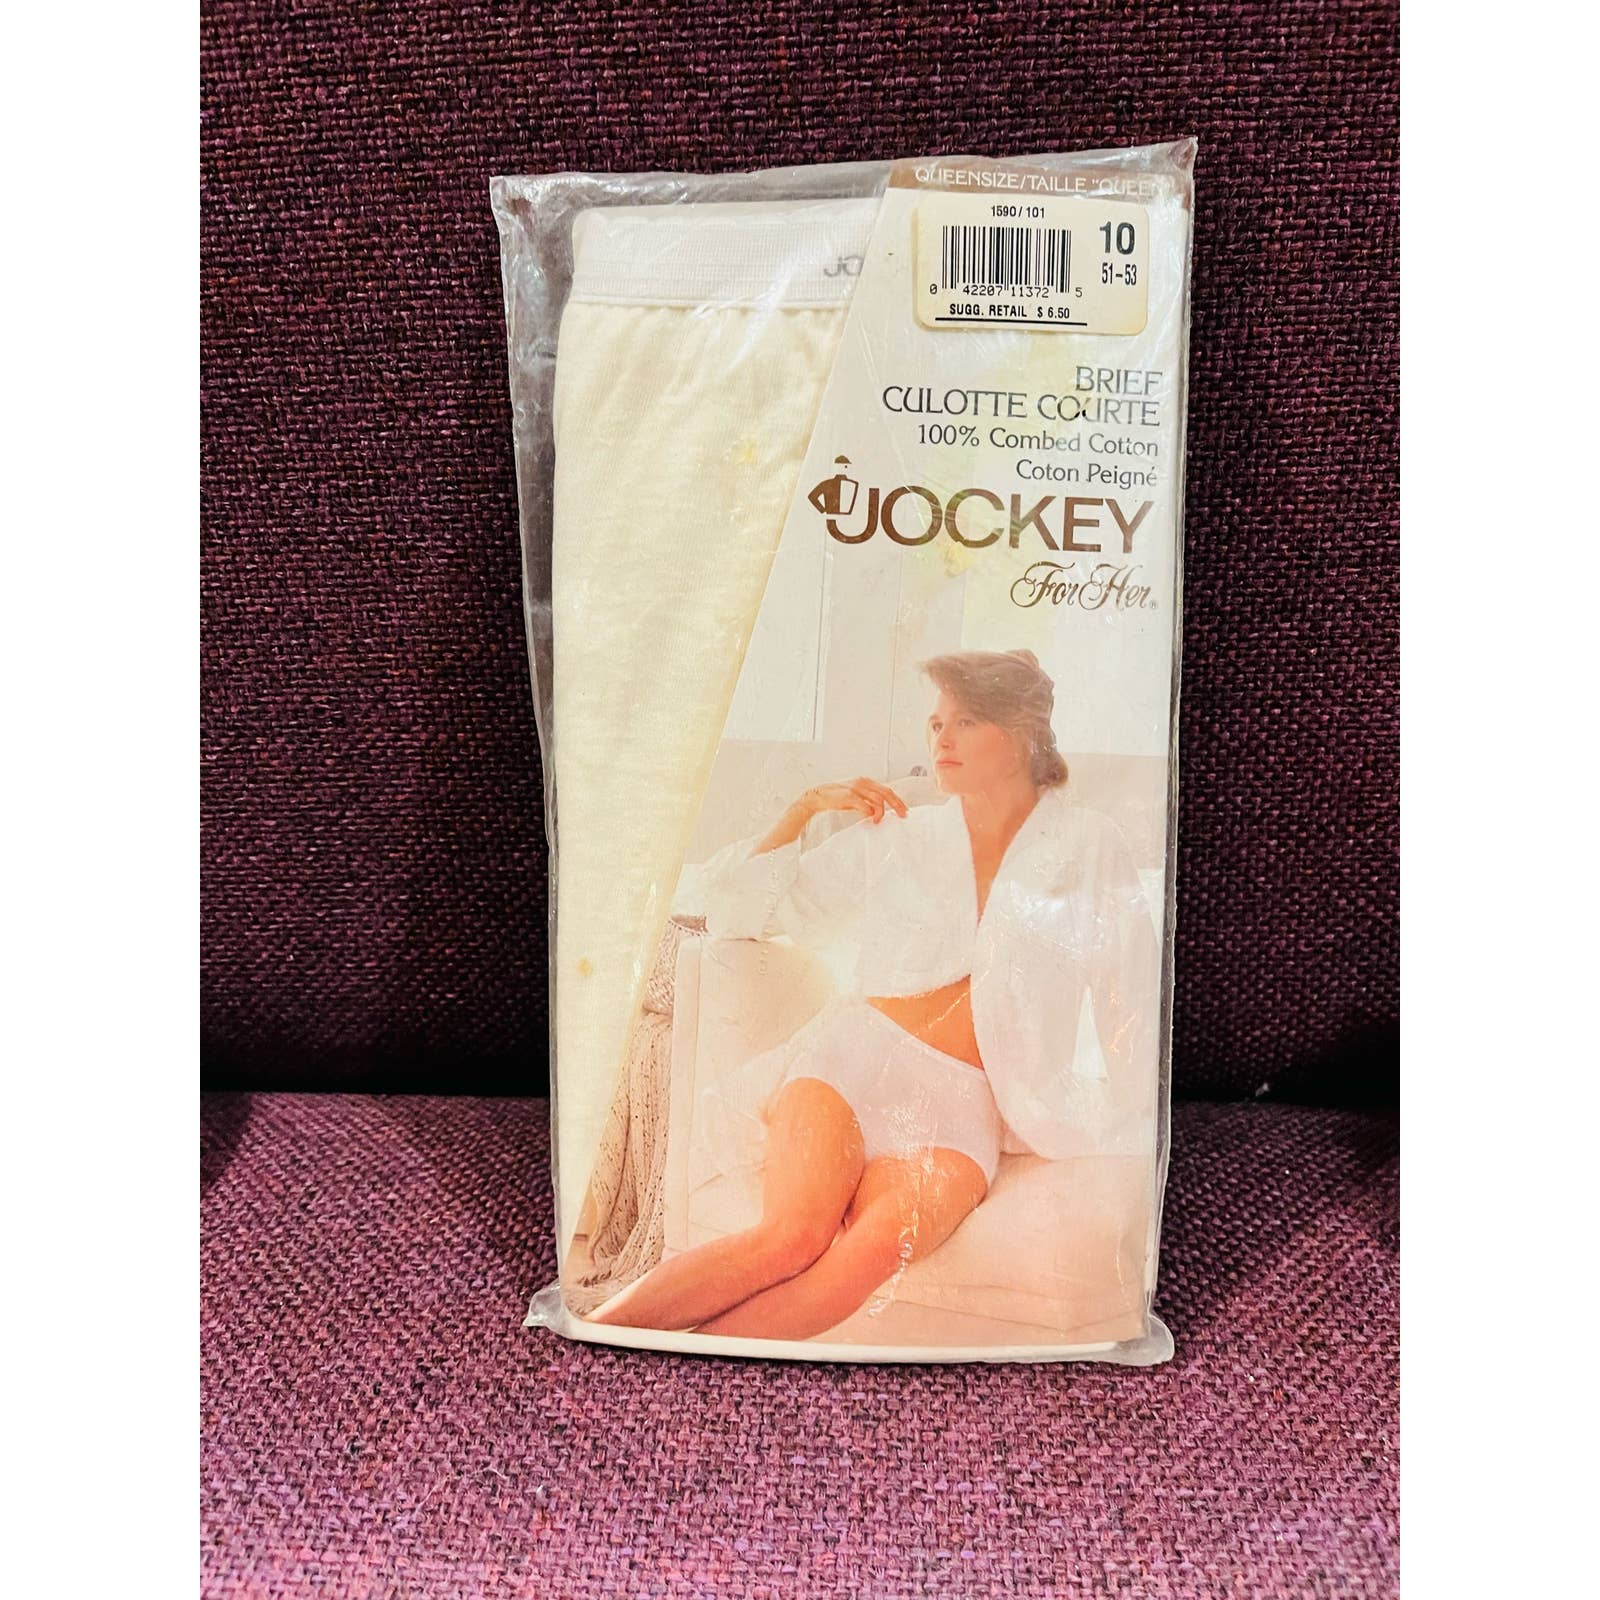 QUEENSIZE/TAILLE "QUEEN
1590/101
10
51-53
0 42207 11372 5
SUGG. RETAIL $ 6.50
BRIEF
CULOTTE COURTE
100% Combed Cotton
Coton Peigné
JOCKEY
For Her®